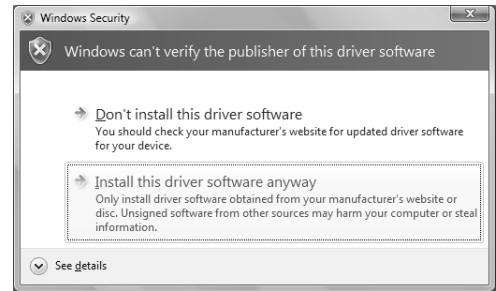 Windows Security
Windows can't verify the publisher of this driver software
Don't install this driver software
You should check your manufacturer's website for updated driver software
for your device.
Install this driver software anyway
Only install driver software obtained from your manufacturer's website or
disc. Unsigned software from other sources may harm your computer or steal
information.
See details